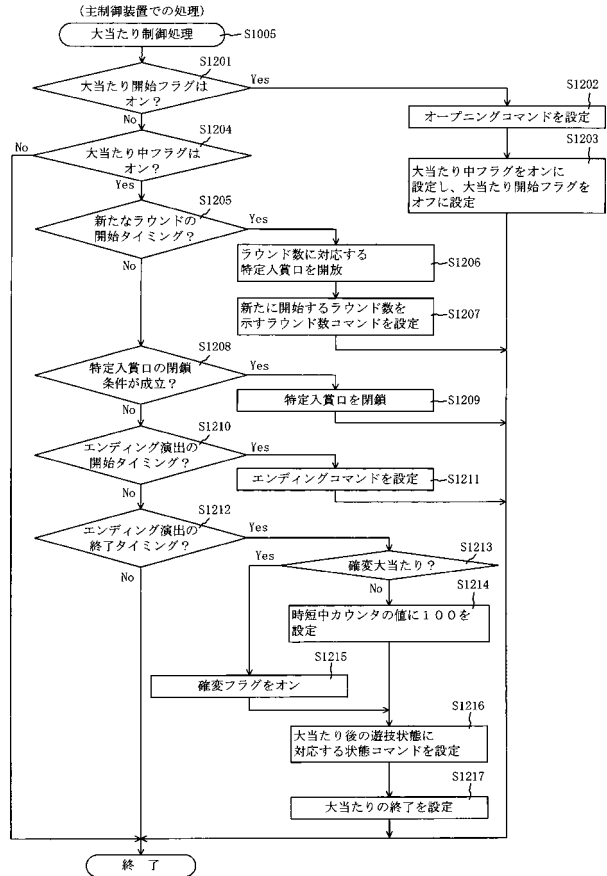 (主制御装置での処理)
大当たり制御処理
S1005
S1201
大当たり開始フラグは
オン?
Yes
No
S1202
オープニングコマンドを設定
S1203
大当たり中フラグをオンに
設定し、大当たり開始フラグを
オフに設定
S1204
No
大当たり中フラグは
オン?
Yes
S1205
新たなラウンドの
開始タイミング?
Yes
No
ラウンド数に対応する
特定入賞口を開放
S1206
新たに開始するラウンド数を
示すラウンド数コマンドを設定
S1207
S1208
特定入賞口の閉鎖
条件が成立?
Yes
No
特定入賞口を閉鎖
S1209
S1210
エンディング演出の
開始タイミング?
Yes
No
エンディングコマンドを設定
S1211
S1212
エンディング演出の
終了タイミング?
Yes
No
S1213
確変大当たり?
Yes
No
S1214
時短中カウンタの値に100を
設定
S1215
確変フラグをオン
S1216
大当たり後の遊技状態に
対応する状態コマンドを設定
S1217
大当たりの終了を設定
終 了